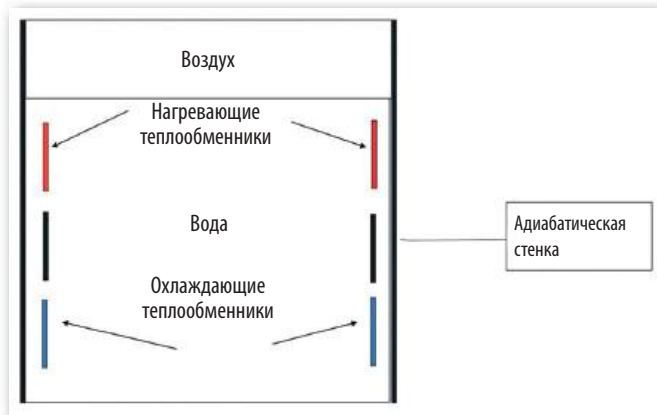 Воздух
Нагревающие
теплообменники
Вода
Адиабатическая
стенка
Охлаждающие
теплообменники